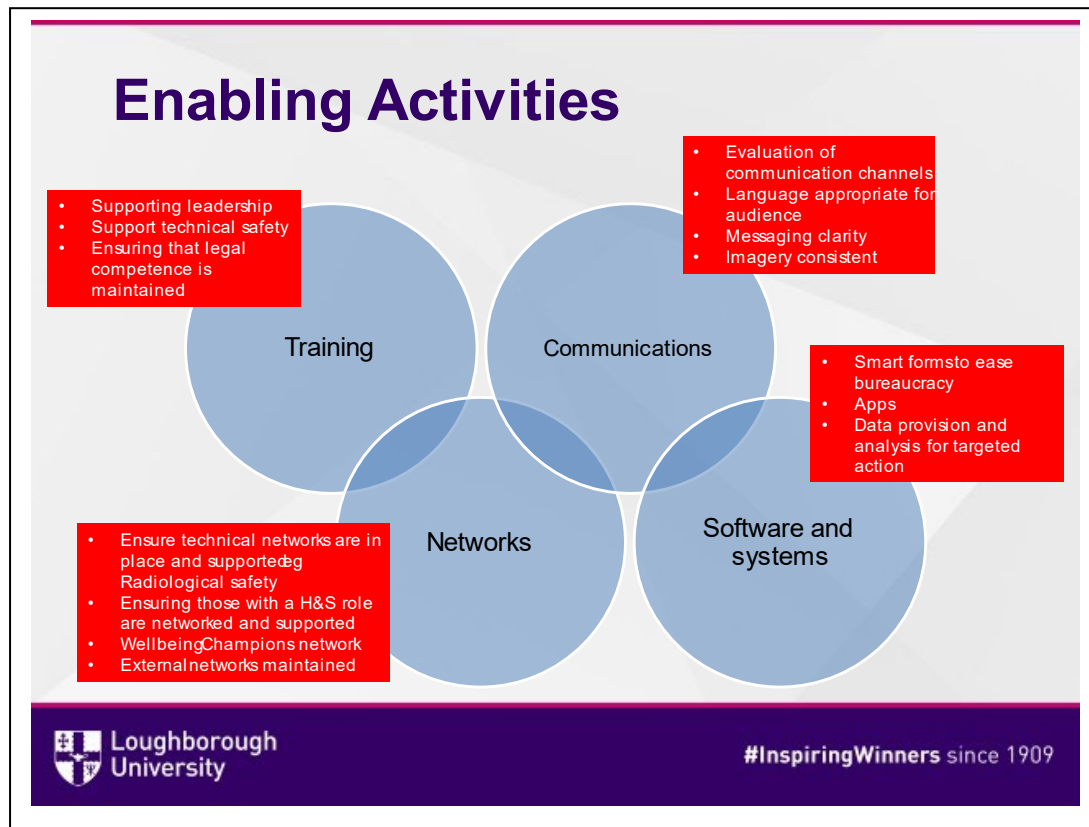 Enabling Activities
• Supporting leadership
• Support technical safety
• Ensuring that legal
competence is
maintained
• Evaluation of
communication channels
• Language appropriate for
audience
• Messaging clarity
• Imagery consistent
Training
Communications
• Smart formsto ease
bureaucracy
• Apps
• Data provision and
analysis for targeted
action
• Ensure technical networks are in
place and supportedeg
Radiological safety
• Ensuring those with a H&S role
are networked and supported
• WellbeingChampions network
• Externalnetworks maintained
Networks
Software and
systems
Loughborough
University
#InspiringWinners since 1909